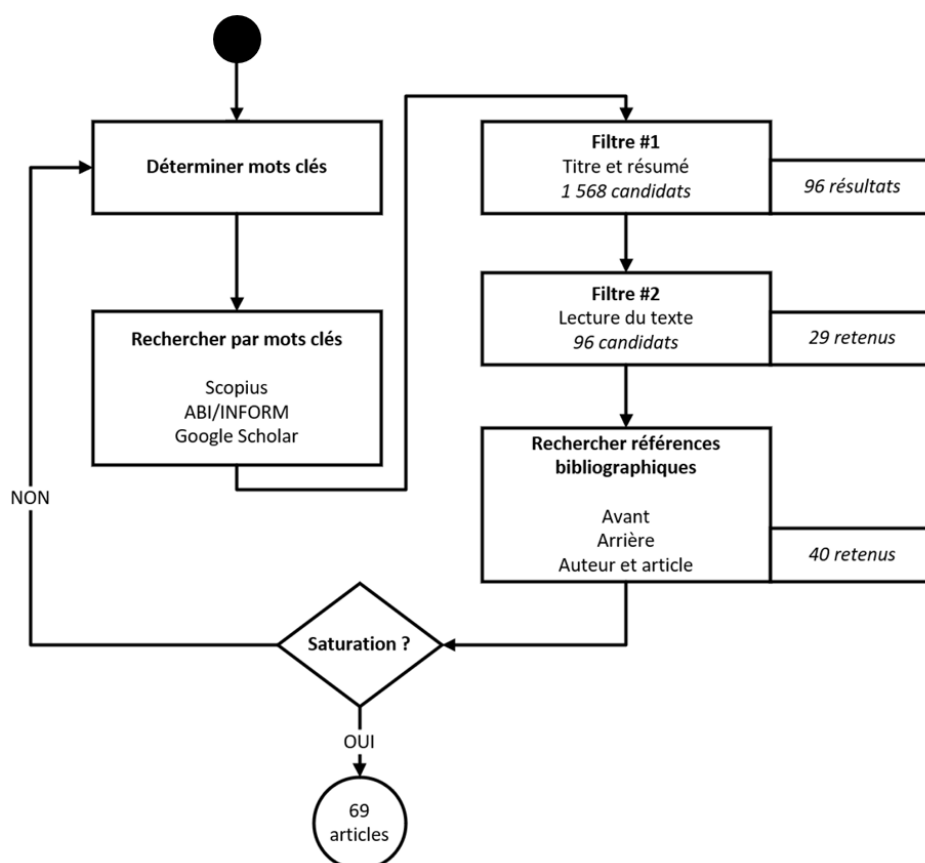 Déterminer mots clés
Rechercher par mots clés
Scopius
ABI/INFORM
Google Scholar
Filtre #1
Titre et résumé
1 568 candidats
96 résultats
Filtre #2
Lecture du texte
96 candidats
29 retenus
Rechercher références
bibliographiques
Avant
Arrière
Auteur et article
40 retenus
Saturation ?
NON
OUI
69
articles